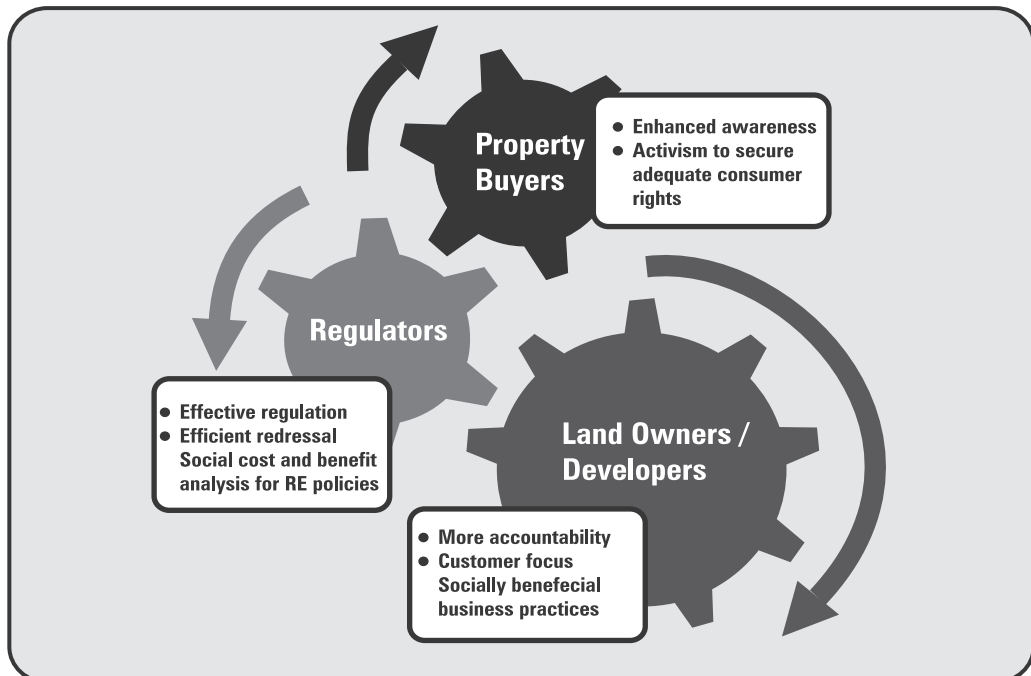 Property
Buyers
● Enhanced awareness
● Activism to secure
adequate consumer
rights
Regulators
● Effective regulation
● Efficient redressal
Social cost and benefit
analysis for RE policies
Land Owners /
Developers
● More accountability
● Customer focus
Socially benefecial
business practices